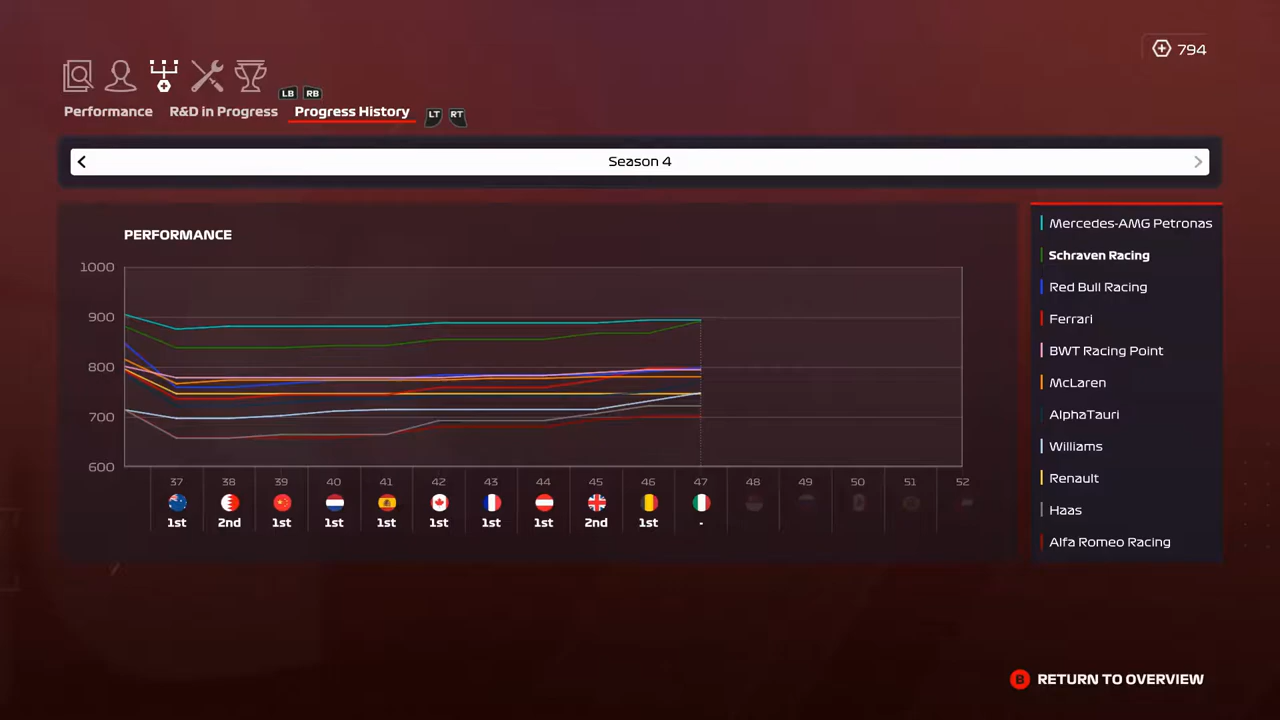 794
LB RB
Performance R&D in Progress Progress History LT RT
Season 4
PERFORMANCE
1000
900
800
700
600
37 38 39 40 41 42 43 44 45 46 47 48 49 50 51 52
1st 2nd 1st 1st 1st 1st 1st 1st 2nd 1st -
Mercedes-AMG Petronas
Schraven Racing
Red Bull Racing
Ferrari
BWT Racing Point
McLaren
AlphaTauri
Williams
Renault
Haas
Alfa Romeo Racing
B RETURN TO OVERVIEW